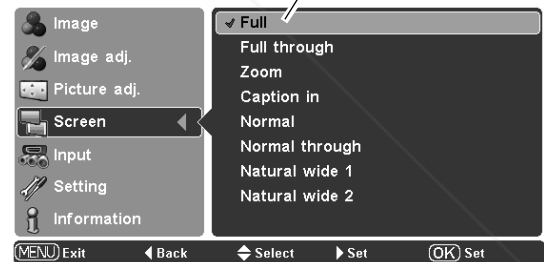 Image
Image adj.
Picture adj.
Screen
Input
Setting
Information
Full
Full through
Zoom
Caption in
Normal
Normal through
Natural wide 1
Natural wide 2
MENU Exit Back Select Set OK Set